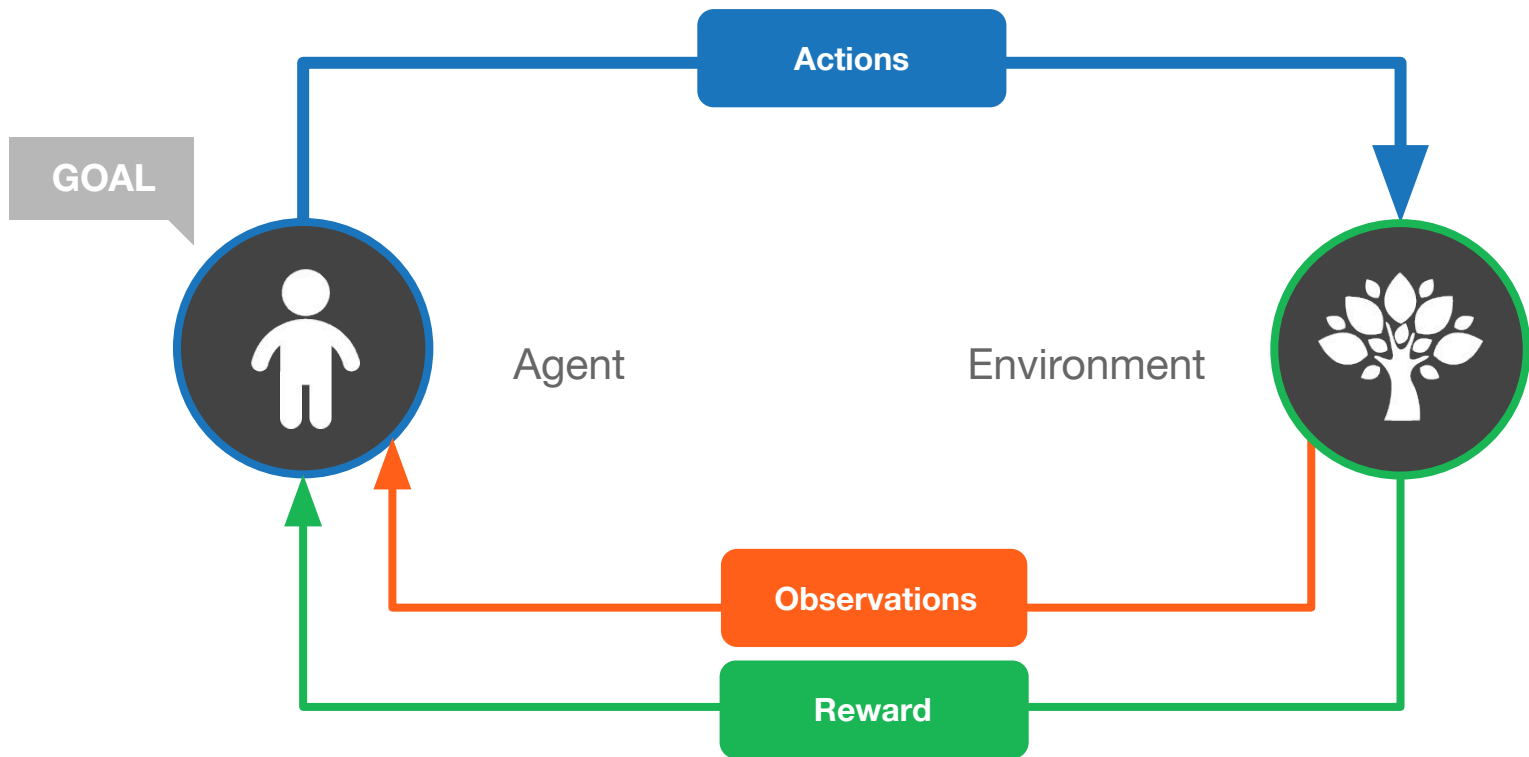 Actions
GOAL
Agent
Environment
Observations
Reward